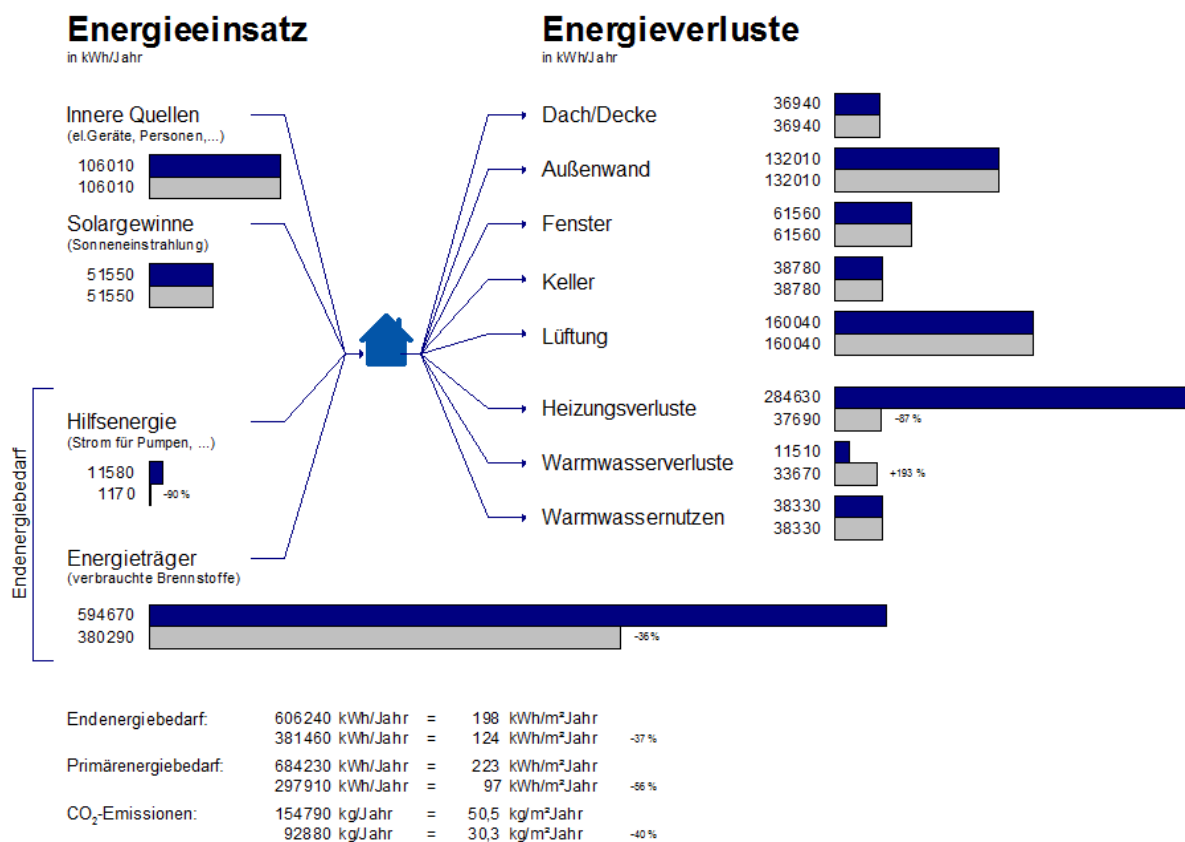 Energieeinsatz
in kWh/Jahr
Innere Quellen
(el.Geräte, Personen,...)
106010
106010
Solargewinne
(Sonneneinstrahlung)
51550
51550
Endenergiebedarf
Hilfsenergie
(Strom für Pumpen, ...)
11580
1170 -90 %
Energieträger
(verbrauchte Brennstoffe)
594670
380290 -36 %
Energieverluste
in kWh/Jahr
Dach/Decke 36940
36940
Außenwand 132010
132010
Fenster 61560
61560
Keller 38780
38780
Lüftung 160040
160040
Heizungsverluste 284630
37690 -87 %
Warmwasserverluste 11510
33670 +193 %
Warmwassernutzen 38330
38330
Endenergiebedarf: 606240 kWh/Jahr = 198 kWh/m²Jahr
381460 kWh/Jahr = 124 kWh/m²Jahr -37 %
Primärenergiebedarf: 684230 kWh/Jahr = 223 kWh/m²Jahr
297910 kWh/Jahr = 97 kWh/m²Jahr -56 %
CO₂-Emissionen: 154790 kg/Jahr = 50,5 kg/m²Jahr
92880 kg/Jahr = 30,3 kg/m²Jahr -40 %